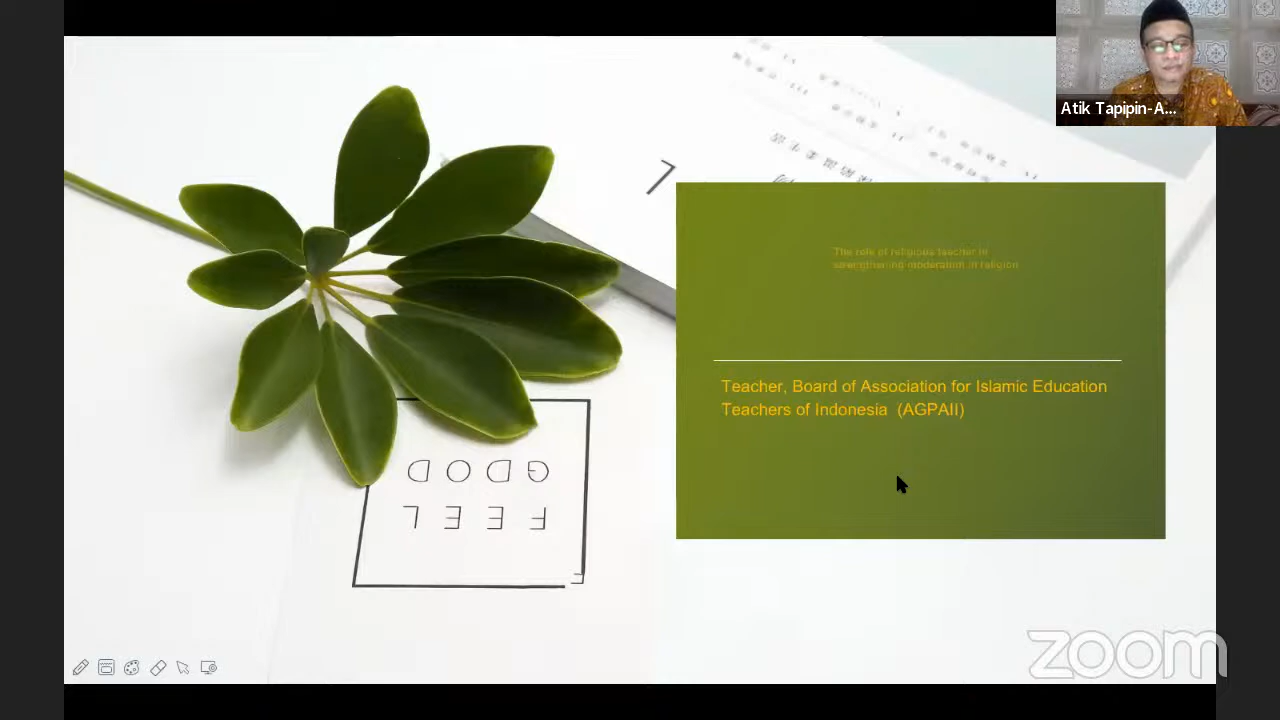 Atik Tapipin-A...
The role of religious teacher in
strengthening moderation in religion
Teacher, Board of Association for Islamic Education
Teachers of Indonesia (AGPAII)
FEEL
GOOD
zoom